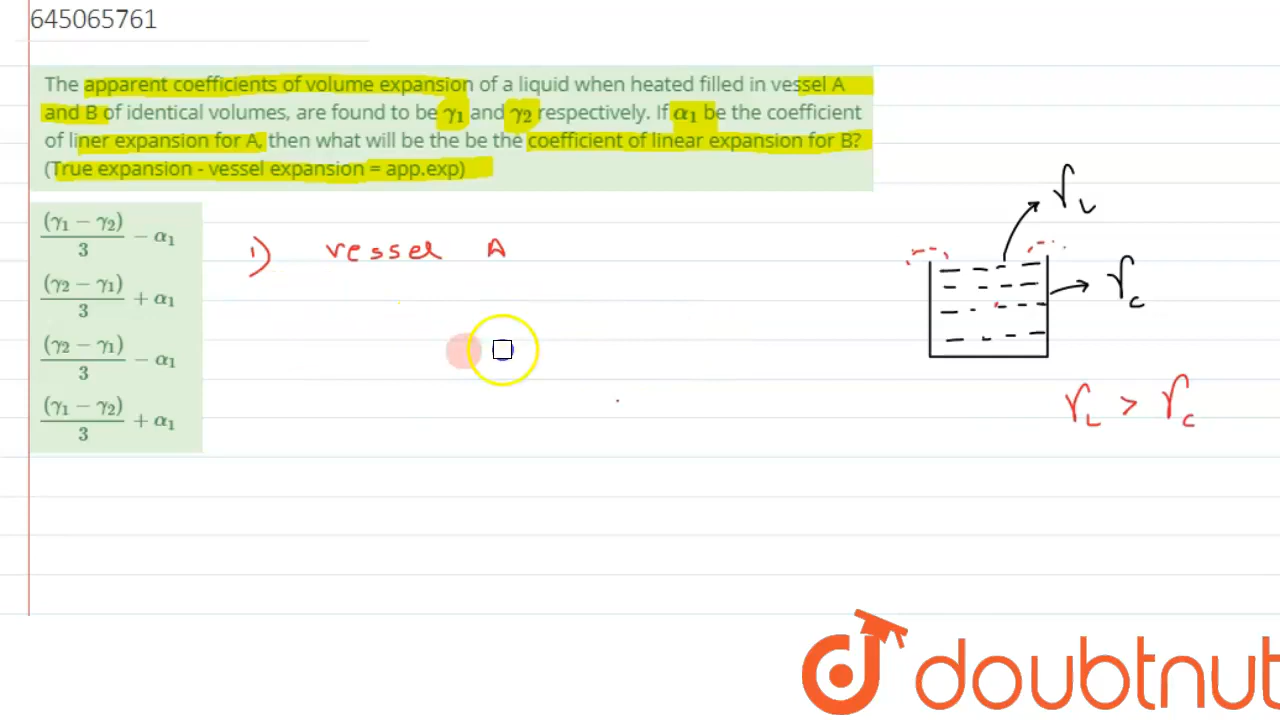 645065761
The apparent coefficients of volume expansion of a liquid when heated filled in vessel A
and B of identical volumes, are found to be γ₁ and γ₂ respectively. If α₁ be the coefficient
of liner expansion for A, then what will be the be the coefficient of linear expansion for B?
(True expansion - vessel expansion = app.exp)
(γ₁ − γ₂)/3 − α₁
(γ₂ − γ₁)/3 + α₁
(γ₂ − γ₁)/3 − α₁
(γ₁ − γ₂)/3 + α₁
1) vessel A
γL
γc
γL > γc
doubtnut